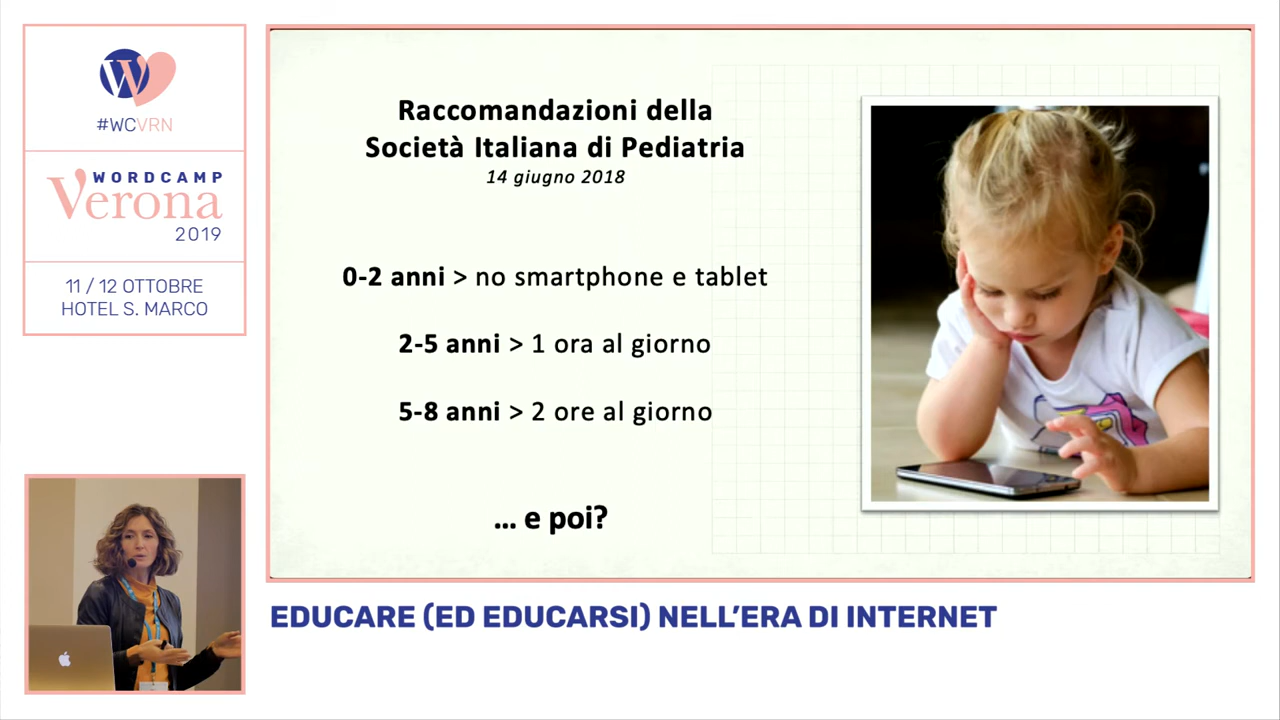 #WCVRN
WORDCAMP
Verona
2019
11 / 12 OTTOBRE
HOTEL S. MARCO
Raccomandazioni della
Società Italiana di Pediatria
14 giugno 2018
0-2 anni > no smartphone e tablet
2-5 anni > 1 ora al giorno
5-8 anni > 2 ore al giorno
... e poi?
EDUCARE (ED EDUCARSI) NELL'ERA DI INTERNET